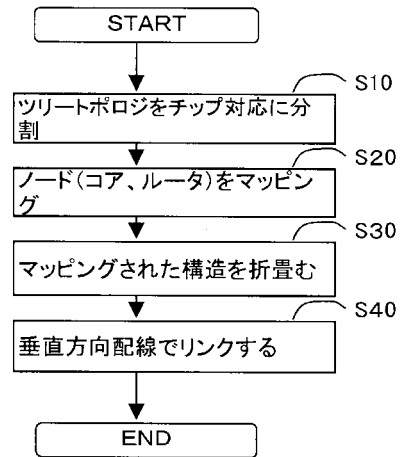 START
S10
ツリートポロジをチップ対応に分
割
S20
ノード(コア、ルータ)をマッピン
グ
S30
マッピングされた構造を折畳む
S40
垂直方向配線でリンクする
END